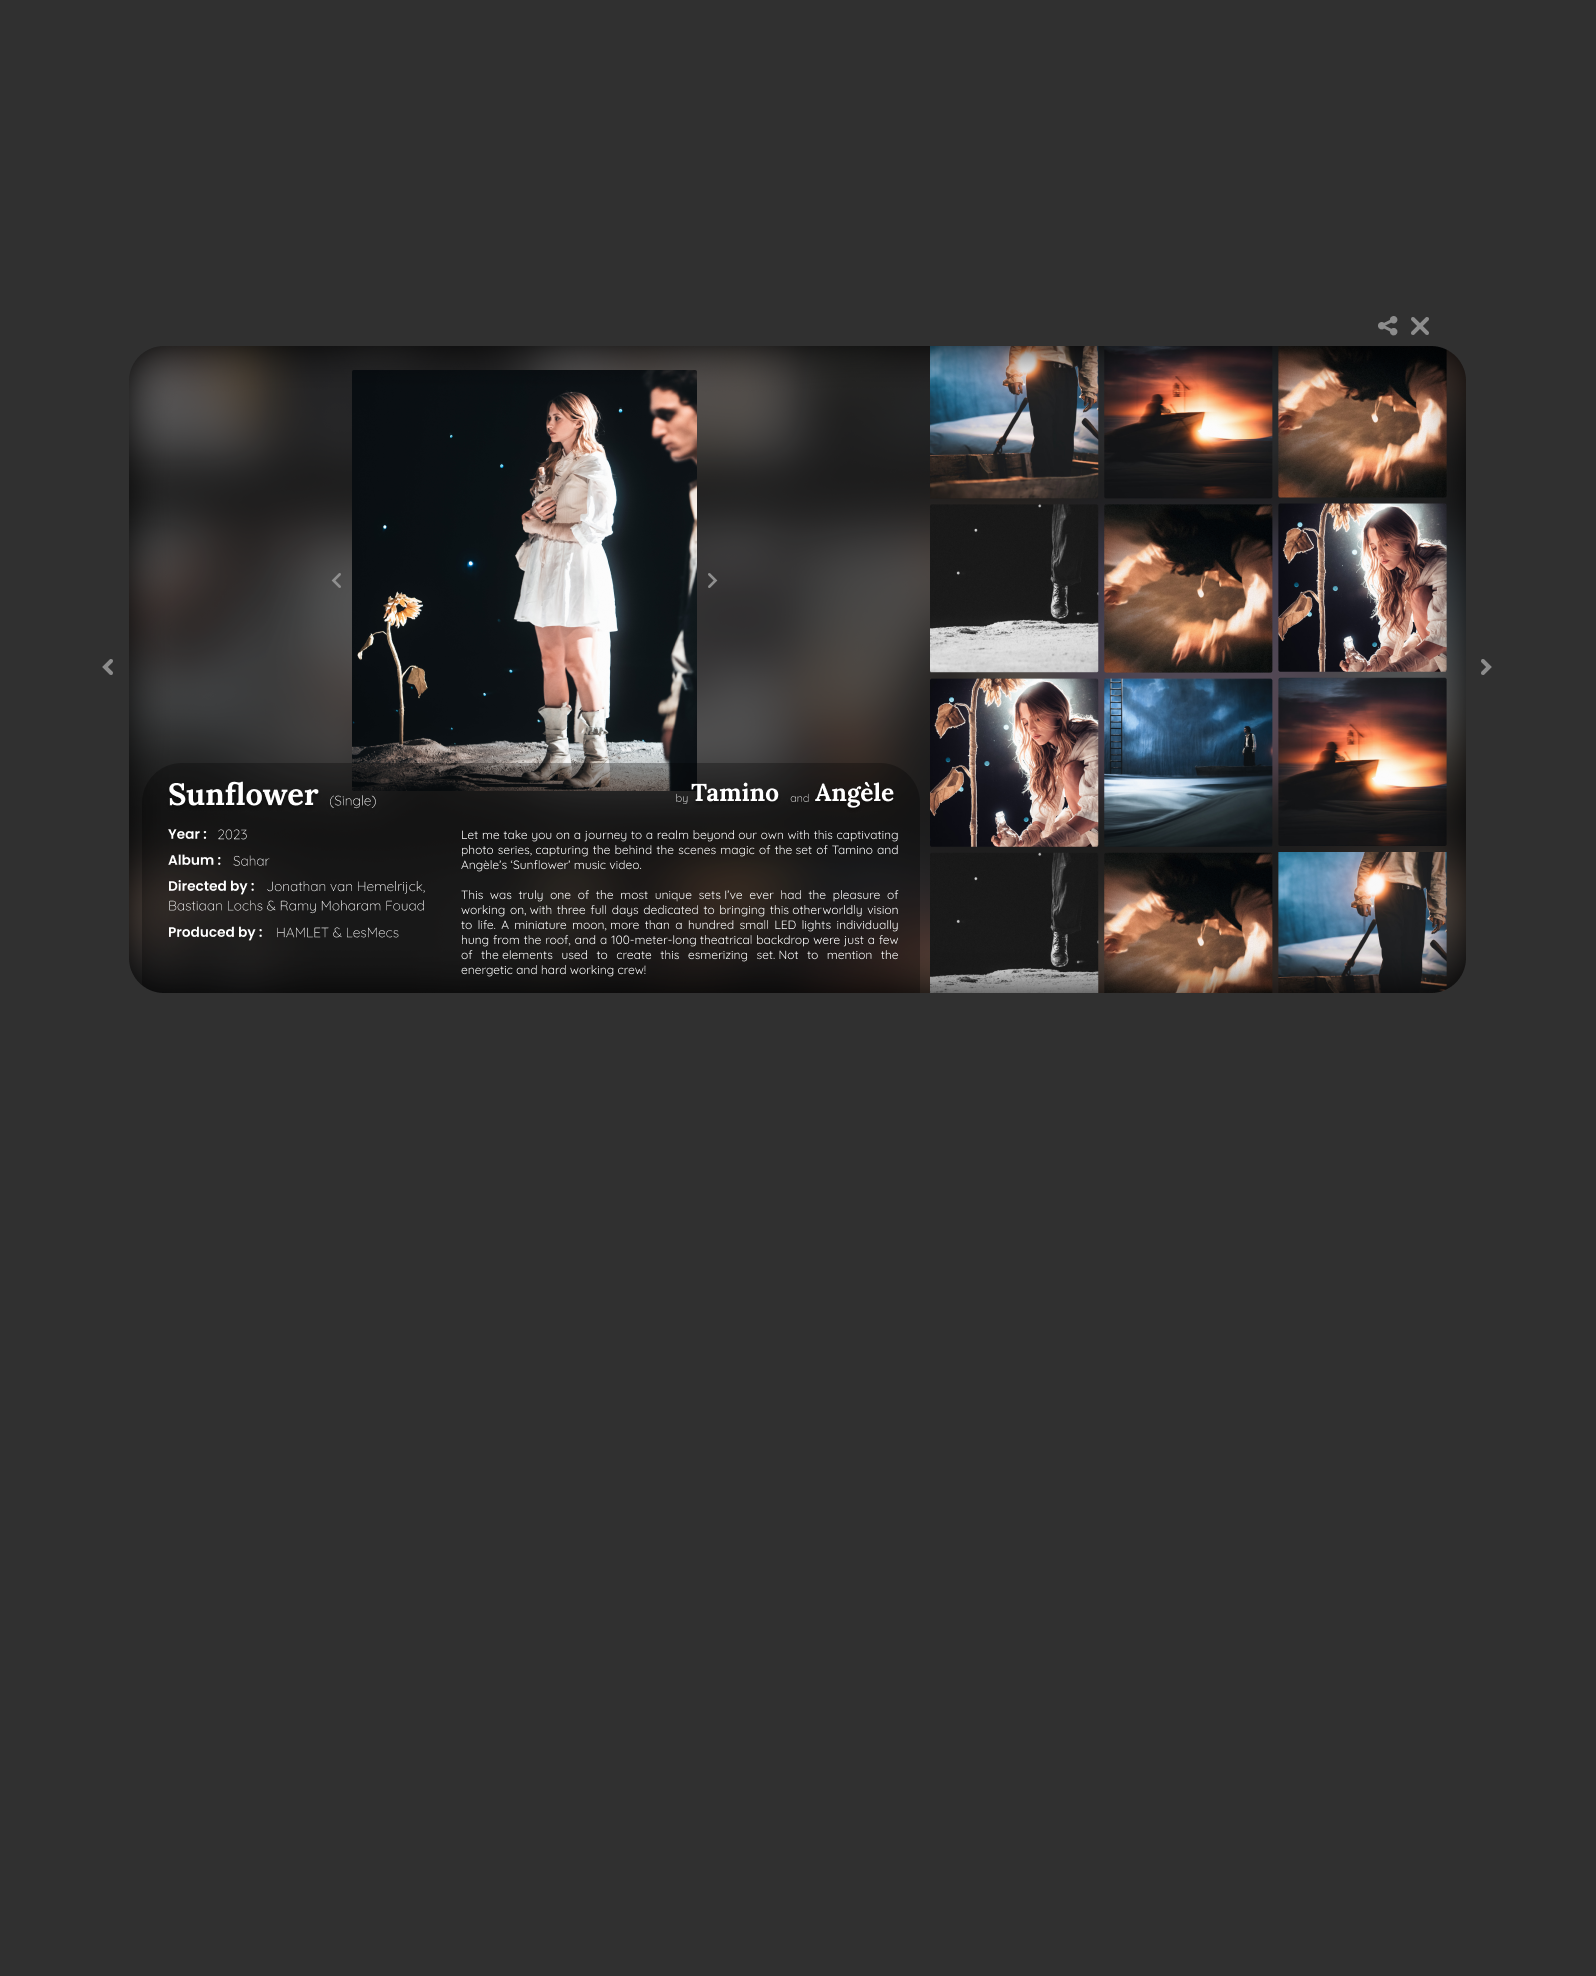 Sunflower (Single)
by Tamino and Angèle
Year : 2023
Album : Sahar
Directed by : Jonathan van Hemelrijck,
Bastiaan Lochs & Ramy Moharam Fouad
Produced by : HAMLET & LesMecs
Let me take you on a journey to a realm beyond our own with this captivating
photo series, capturing the behind the scenes magic of the set of Tamino and
Angèle's 'Sunflower' music video.
This was truly one of the most unique sets I've ever had the pleasure of
working on, with three full days dedicated to bringing this otherworldly vision
to life. A miniature moon, more than a hundred small LED lights individually
hung from the roof, and a 100-meter-long theatrical backdrop were just a few
of the elements used to create this esmerizing set. Not to mention the
energetic and hard working crew!